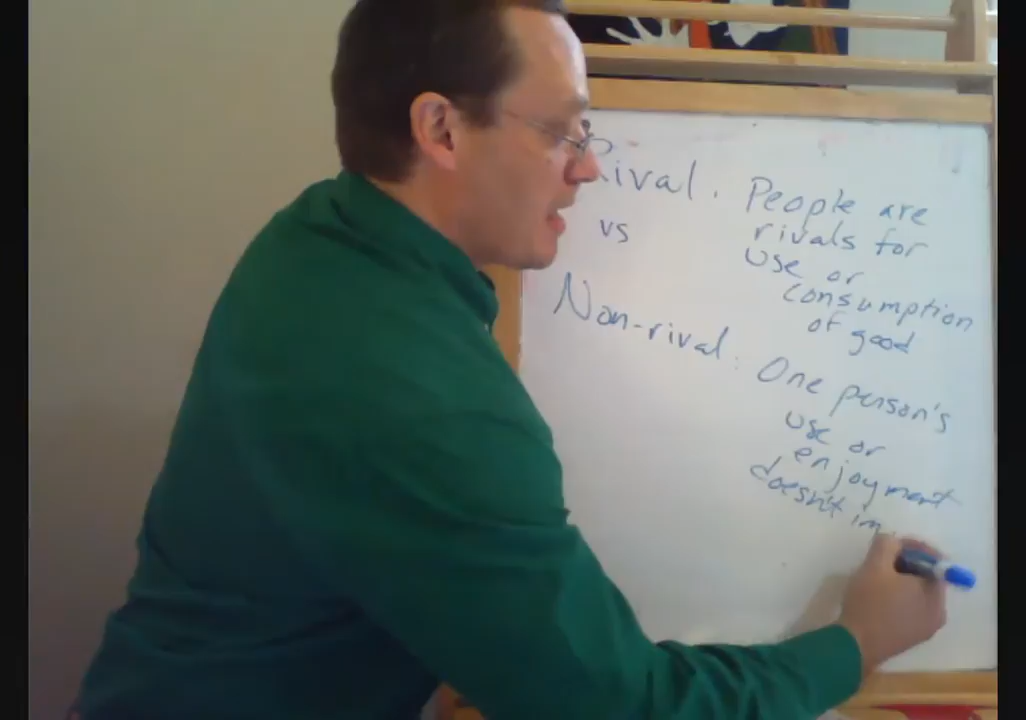 Rival.
vs
Non-rival:
People are
rivals for
use or
consumption
of good
One person's
use or
enjoyment
doesn't im